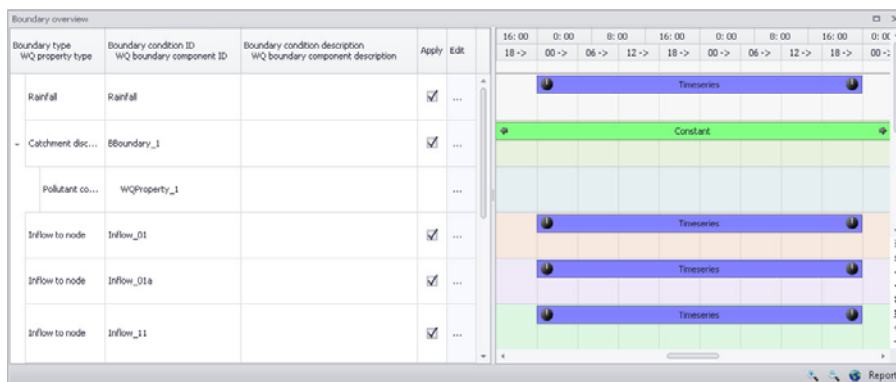 Boundary overview
Boundary type
WQ property type
Boundary condition ID
WQ boundary component ID
Boundary condition description
WQ boundary component description
Apply Edit
16: 00 0: 00 8: 00 16: 00 0: 00 8: 00 16: 00
18 -> 00 -> 06 -> 12 -> 18 -> 00 -> 06 -> 12 -> 18 ->
Rainfall Rainfall ... Timeseries
Catchment disc... BBoundary_1 ... Constant
Pollutant co... WQProperty_1 ...
Inflow to node Inflow_01 ... Timeseries
Inflow to node Inflow_01a ... Timeseries
Inflow to node Inflow_11 ... Timeseries
Report